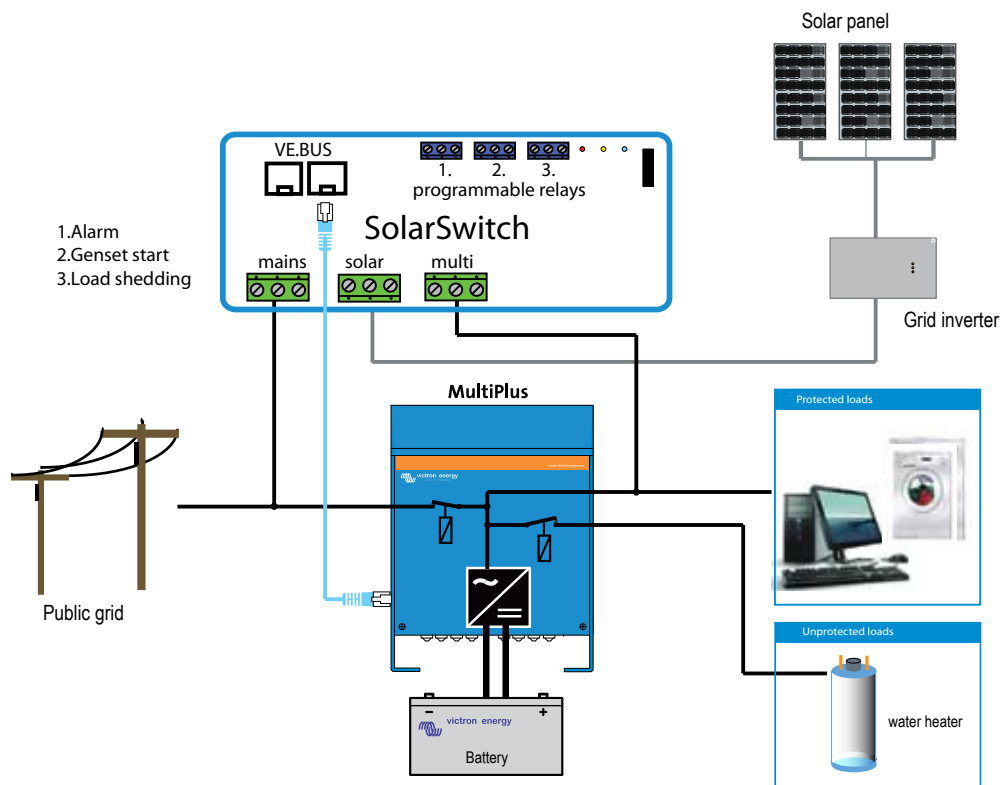 Solar panel
VE.BUS
1. 2. 3.
programmable relays
SolarSwitch
1.Alarm
2.Genset start
3.Load shedding
mains solar multi
Grid inverter
MultiPlus
Protected loads
victron energy
Public grid
Unprotected loads
water heater
victron energy
Battery